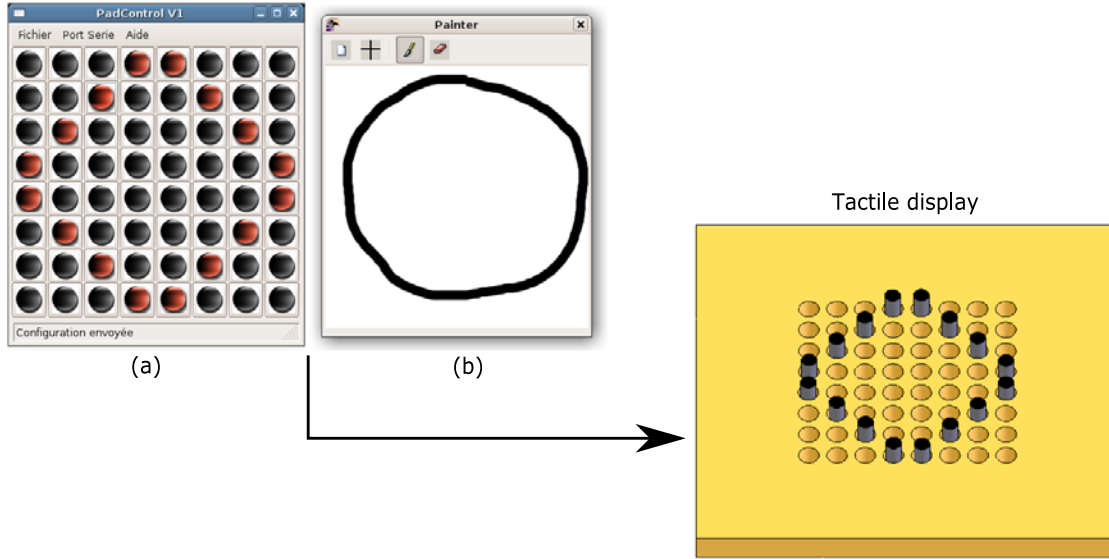 PadControl V1
Fichier Port Serie Aide
Configuration envoyée
(a)
Painter
(b)
Tactile display